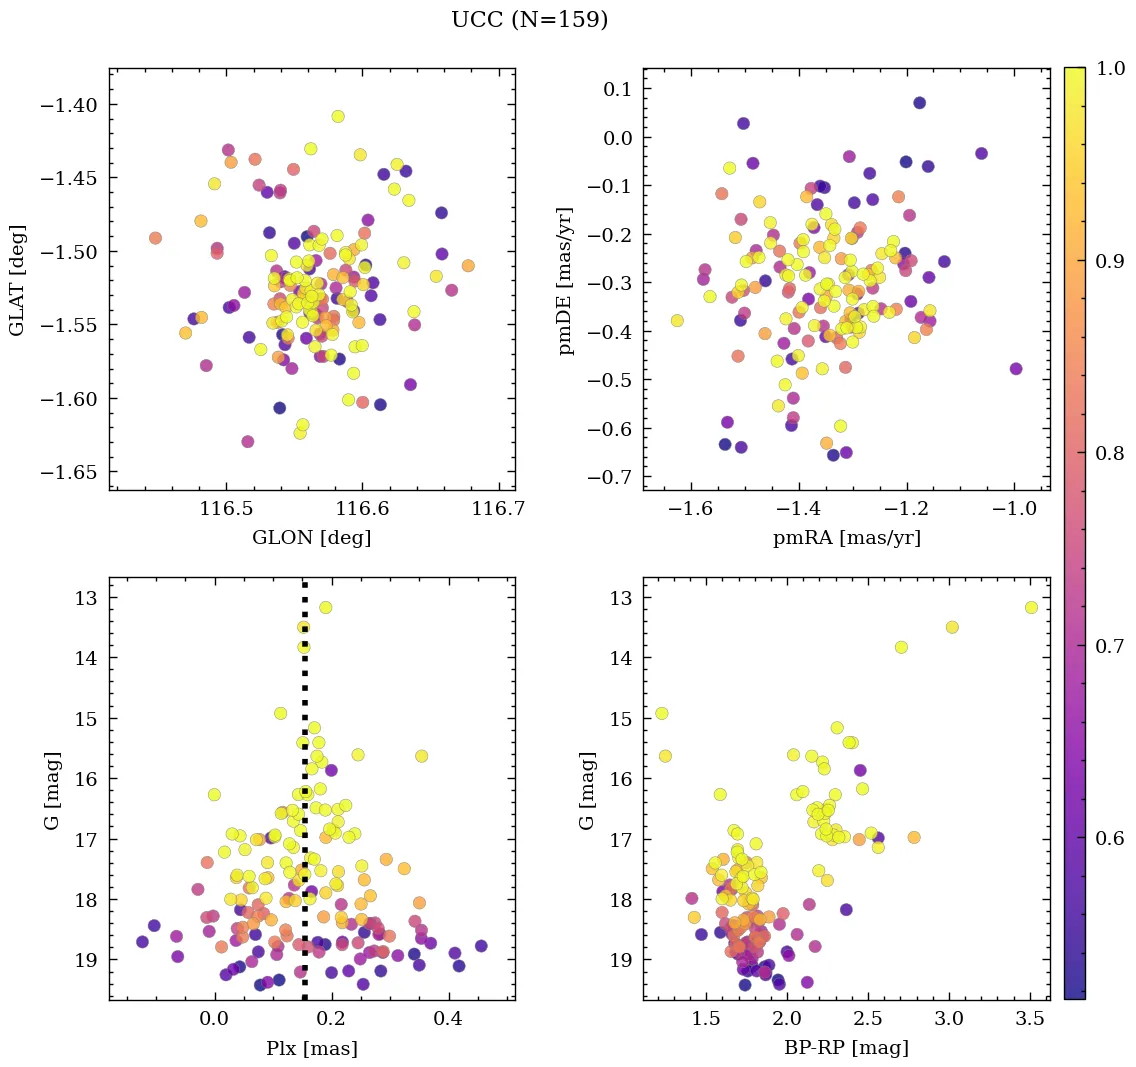 UCC (N=159)
−1.40
−1.45
−1.50
−1.55
−1.60
−1.65
GLAT [deg]
116.5 116.6 116.7
GLON [deg]
0.1
0.0
−0.1
−0.2
−0.3
−0.4
−0.5
−0.6
−0.7
pmDE [mas/yr]
−1.6 −1.4 −1.2 −1.0
pmRA [mas/yr]
13
14
15
16
17
18
19
G [mag]
0.0 0.2 0.4
Plx [mas]
13
14
15
16
17
18
19
G [mag]
1.5 2.0 2.5 3.0 3.5
BP-RP [mag]
1.0
0.9
0.8
0.7
0.6